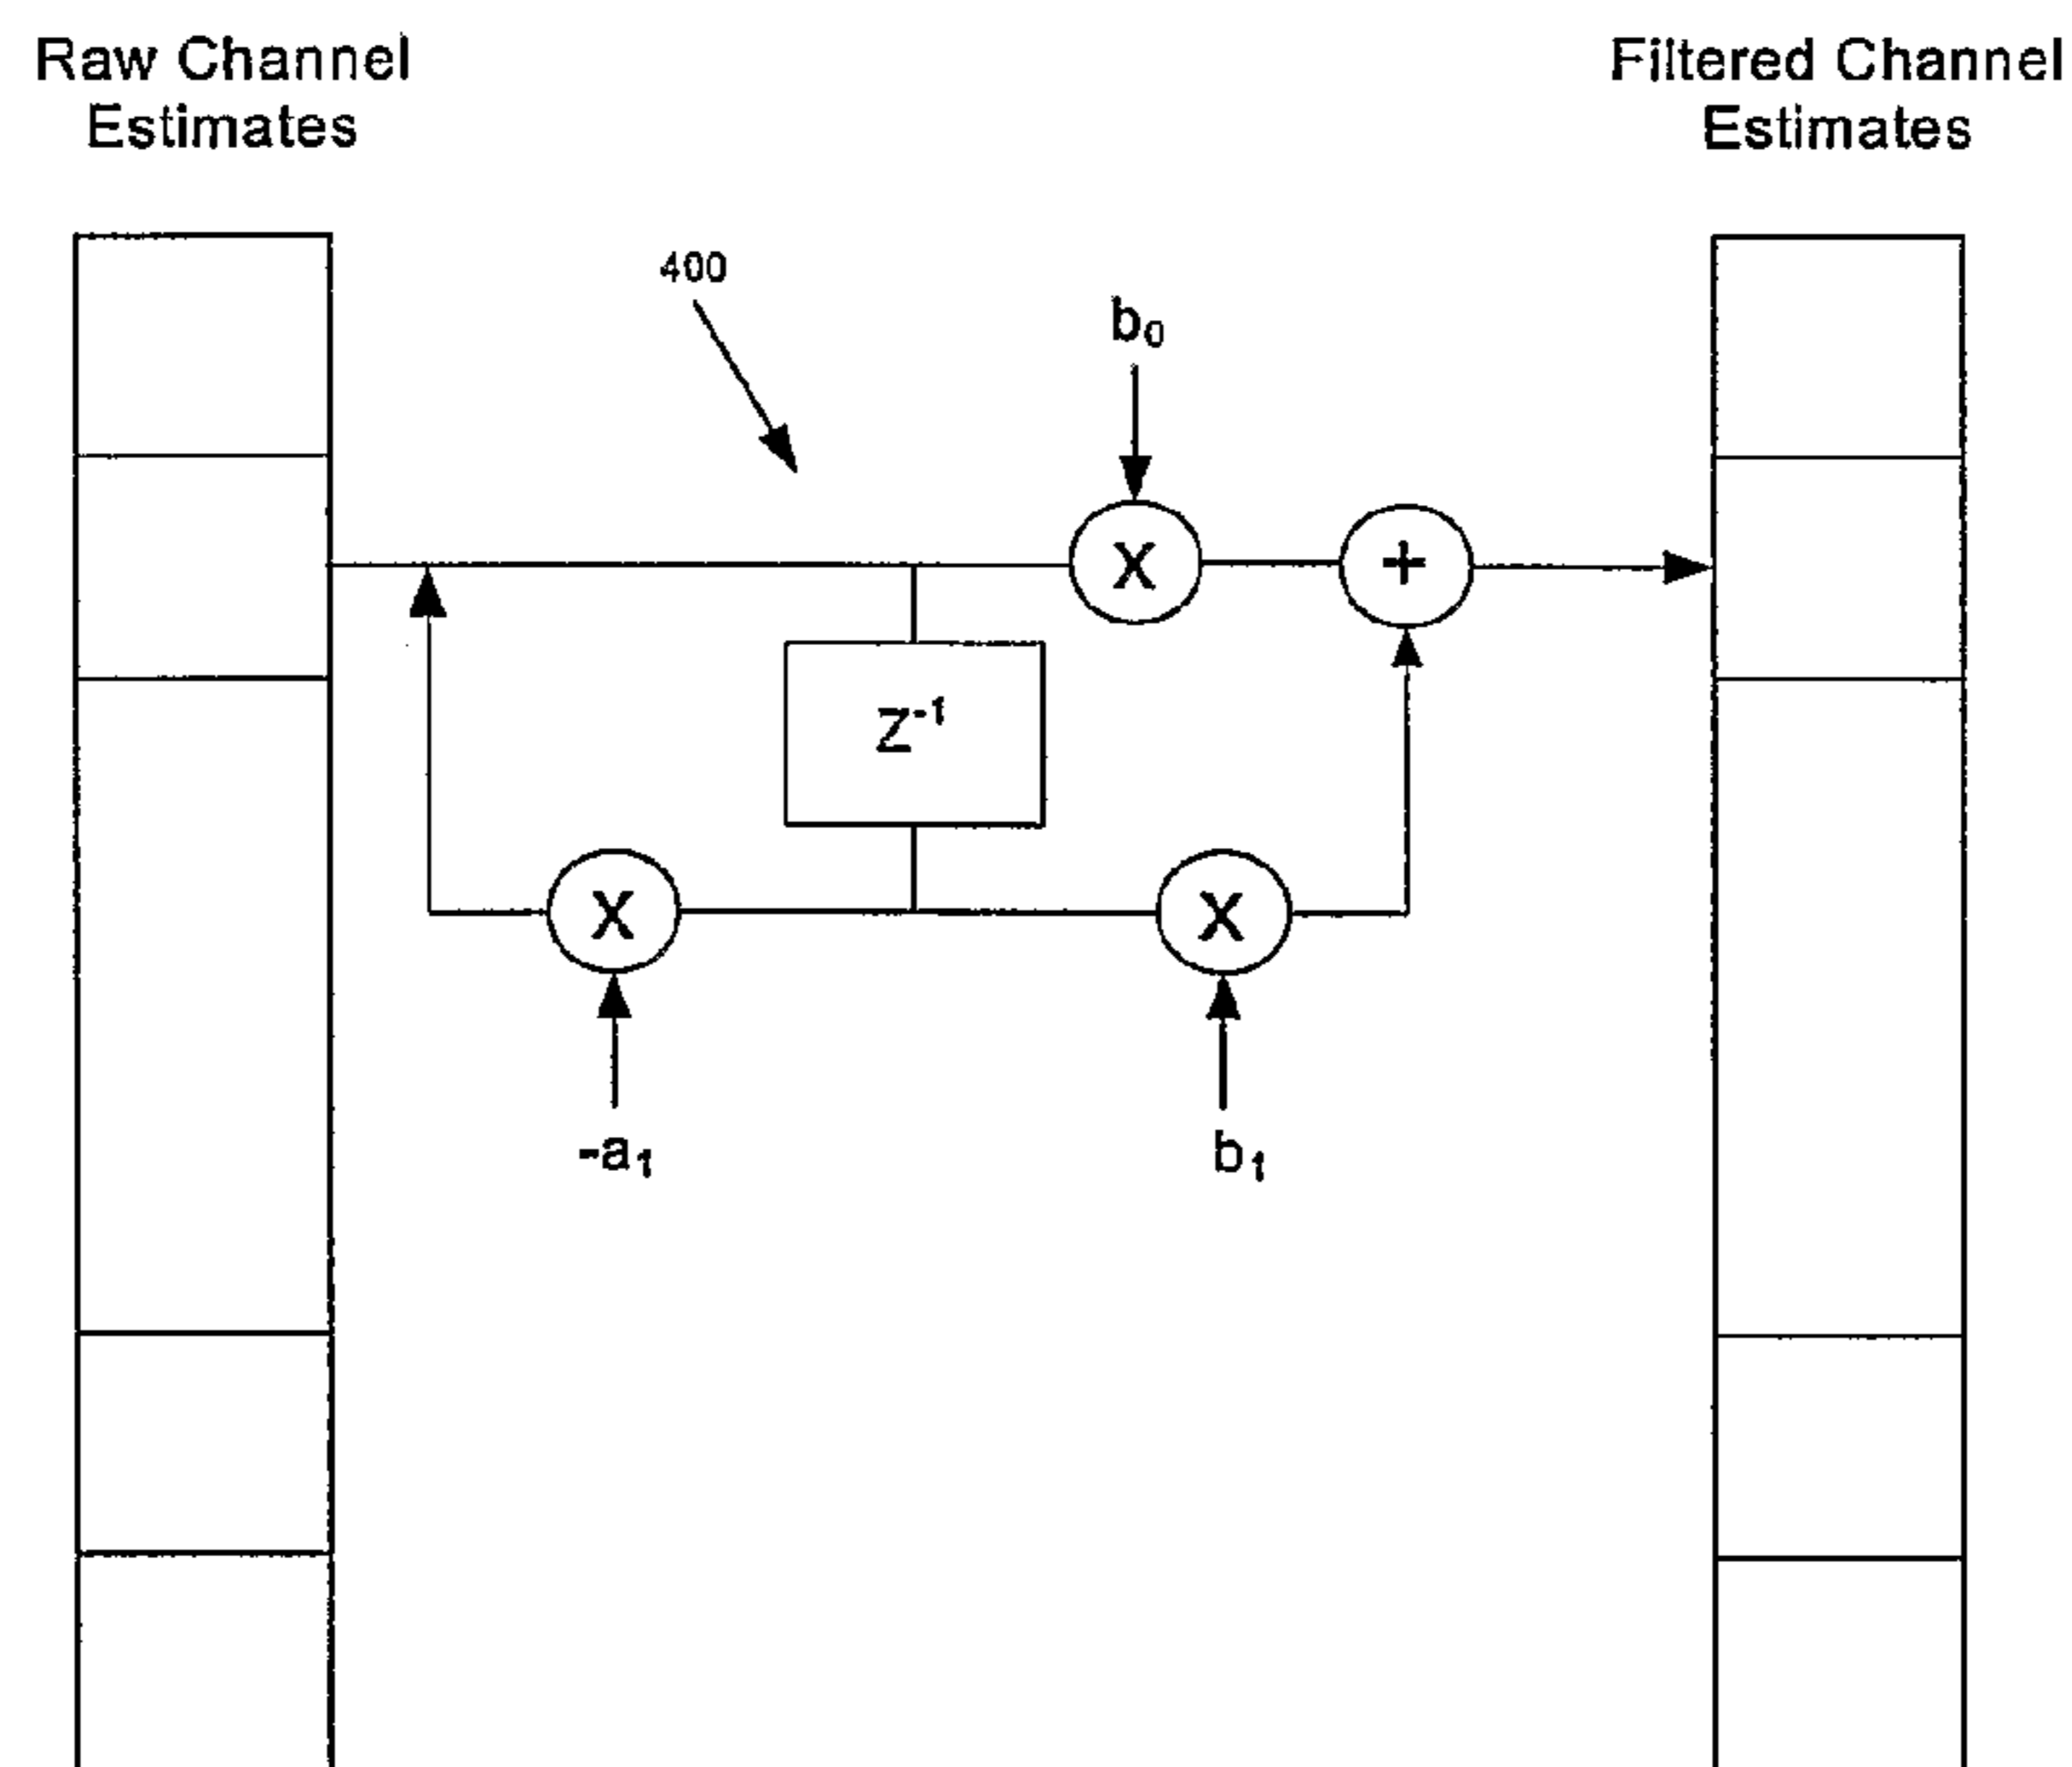 Raw Channel
Estimates
Filtered Channel
Estimates
400
b₀
X
+
Z⁻¹
X
X
-a₁
b₁